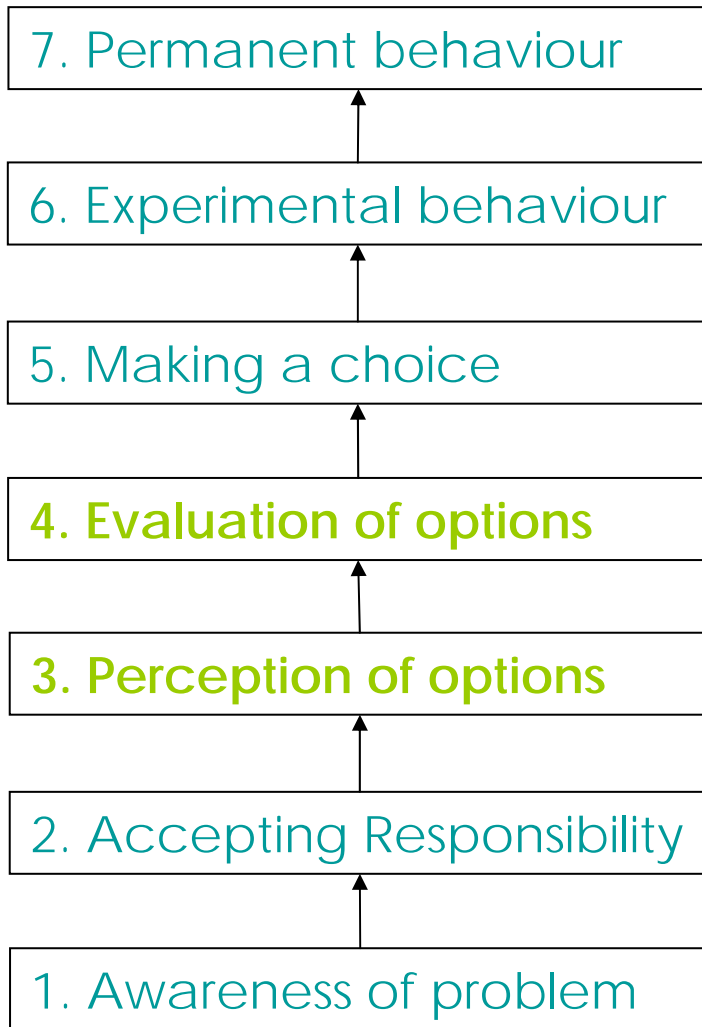 7. Permanent behaviour
6. Experimental behaviour
5. Making a choice
4. Evaluation of options
3. Perception of options
2. Accepting Responsibility
1. Awareness of problem